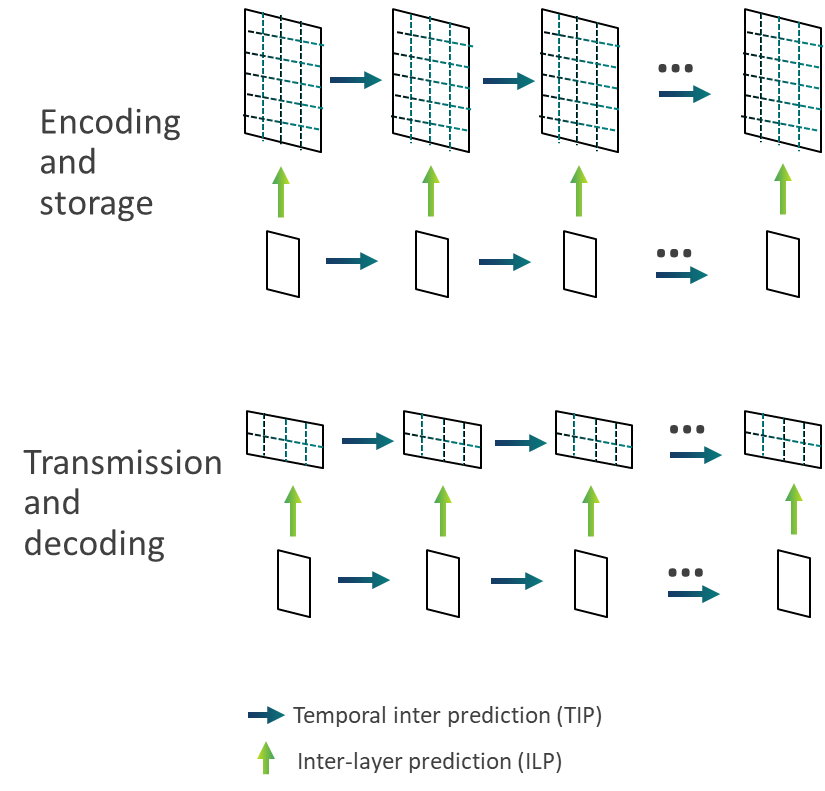 Encoding
and
storage
Transmission
and
decoding
Temporal inter prediction (TIP)
Inter-layer prediction (ILP)